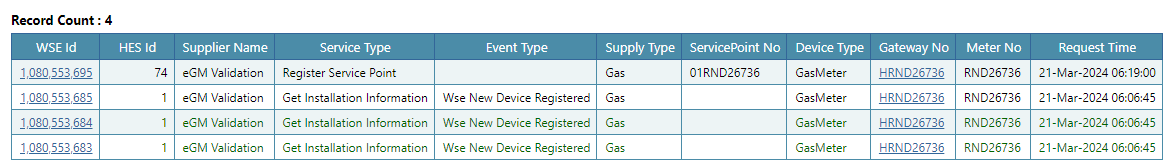 Record Count : 4
WSE Id HES Id Supplier Name Service Type Event Type Supply Type ServicePoint No Device Type Gateway No Meter No Request Time
1,080,553,695 74 eGM Validation Register Service Point Gas 01RND26736 GasMeter HRND26736 RND26736 21-Mar-2024 06:19:00
1,080,553,685 1 eGM Validation Get Installation Information Wse New Device Registered Gas GasMeter HRND26736 RND26736 21-Mar-2024 06:06:45
1,080,553,684 1 eGM Validation Get Installation Information Wse New Device Registered Gas GasMeter HRND26736 RND26736 21-Mar-2024 06:06:45
1,080,553,683 1 eGM Validation Get Installation Information Wse New Device Registered Gas GasMeter HRND26736 RND26736 21-Mar-2024 06:06:45